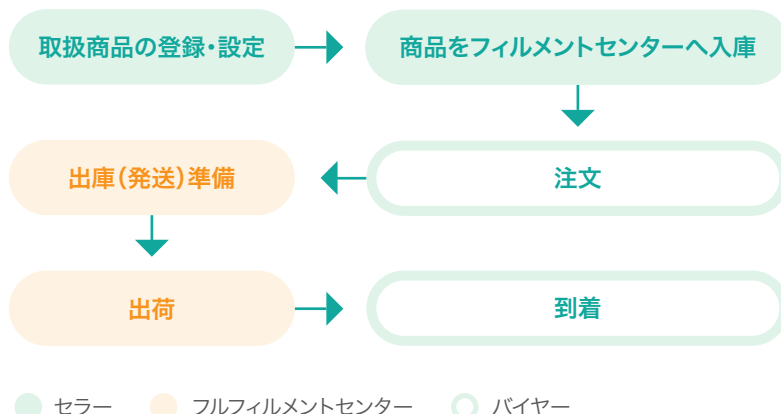 取扱商品の登録・設定
商品をフィルメントセンターへ入庫
注文
出庫(発送)準備
出荷
到着
セラー
フルフィルメントセンター
バイヤー